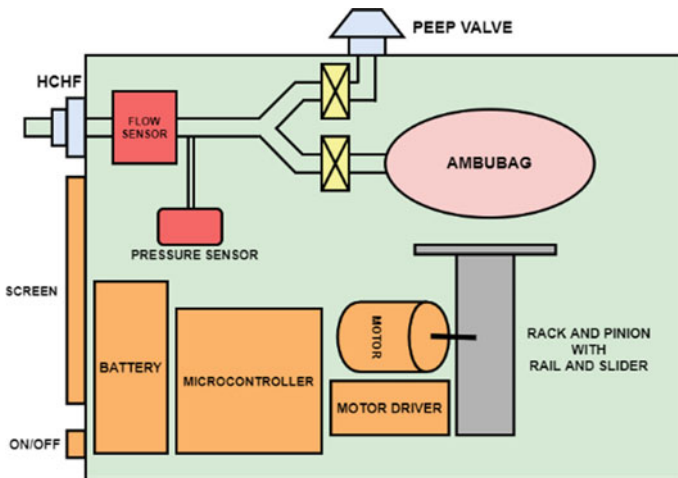 PEEP VALVE
HCHF
FLOW
SENSOR
AMBUBAG
PRESSURE SENSOR
SCREEN
BATTERY
MICROCONTROLLER
MOTOR
MOTOR DRIVER
RACK AND PINION
WITH
RAIL AND SLIDER
ON/OFF